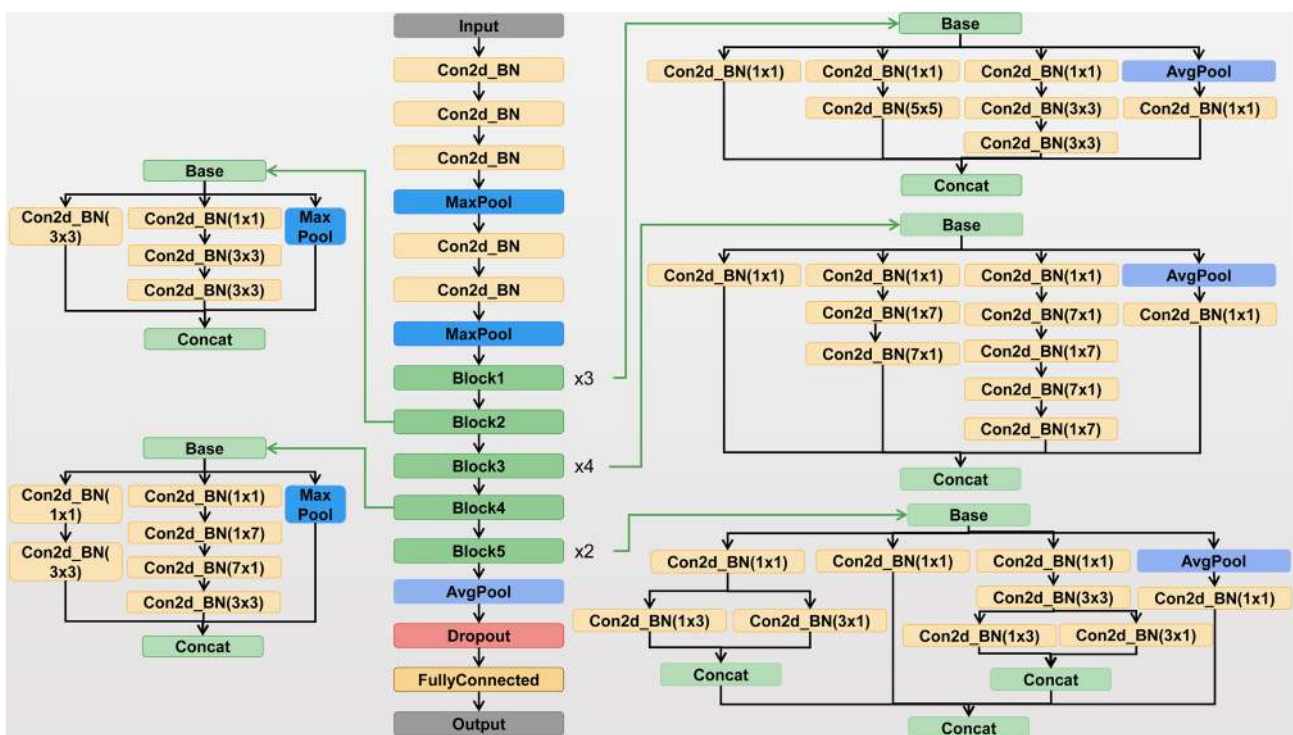 Input
Con2d_BN
Con2d_BN
Con2d_BN
MaxPool
Con2d_BN
Con2d_BN
MaxPool
Block1
x3
Block2
Block3
x4
Block4
Block5
x2
AvgPool
Dropout
FullyConnected
Output
Base
Con2d_BN(
3x3)
Con2d_BN(1x1)
Con2d_BN(3x3)
Con2d_BN(3x3)
Max
Pool
Concat
Base
Con2d_BN(
1x1)
Con2d_BN(
3x3)
Con2d_BN(1x1)
Con2d_BN(1x7)
Con2d_BN(7x1)
Con2d_BN(3x3)
Max
Pool
Concat
Base
Con2d_BN(1x1)
Con2d_BN(1x1)
Con2d_BN(5x5)
Con2d_BN(1x1)
Con2d_BN(3x3)
Con2d_BN(3x3)
AvgPool
Con2d_BN(1x1)
Concat
Base
Con2d_BN(1x1)
Con2d_BN(1x1)
Con2d_BN(1x7)
Con2d_BN(7x1)
Con2d_BN(1x1)
Con2d_BN(7x1)
Con2d_BN(1x7)
Con2d_BN(7x1)
Con2d_BN(1x7)
AvgPool
Con2d_BN(1x1)
Concat
Base
Con2d_BN(1x1)
Con2d_BN(1x3)
Con2d_BN(3x1)
Concat
Con2d_BN(1x1)
Con2d_BN(1x1)
Con2d_BN(3x3)
Con2d_BN(1x3)
Con2d_BN(3x1)
Concat
AvgPool
Con2d_BN(1x1)
Concat